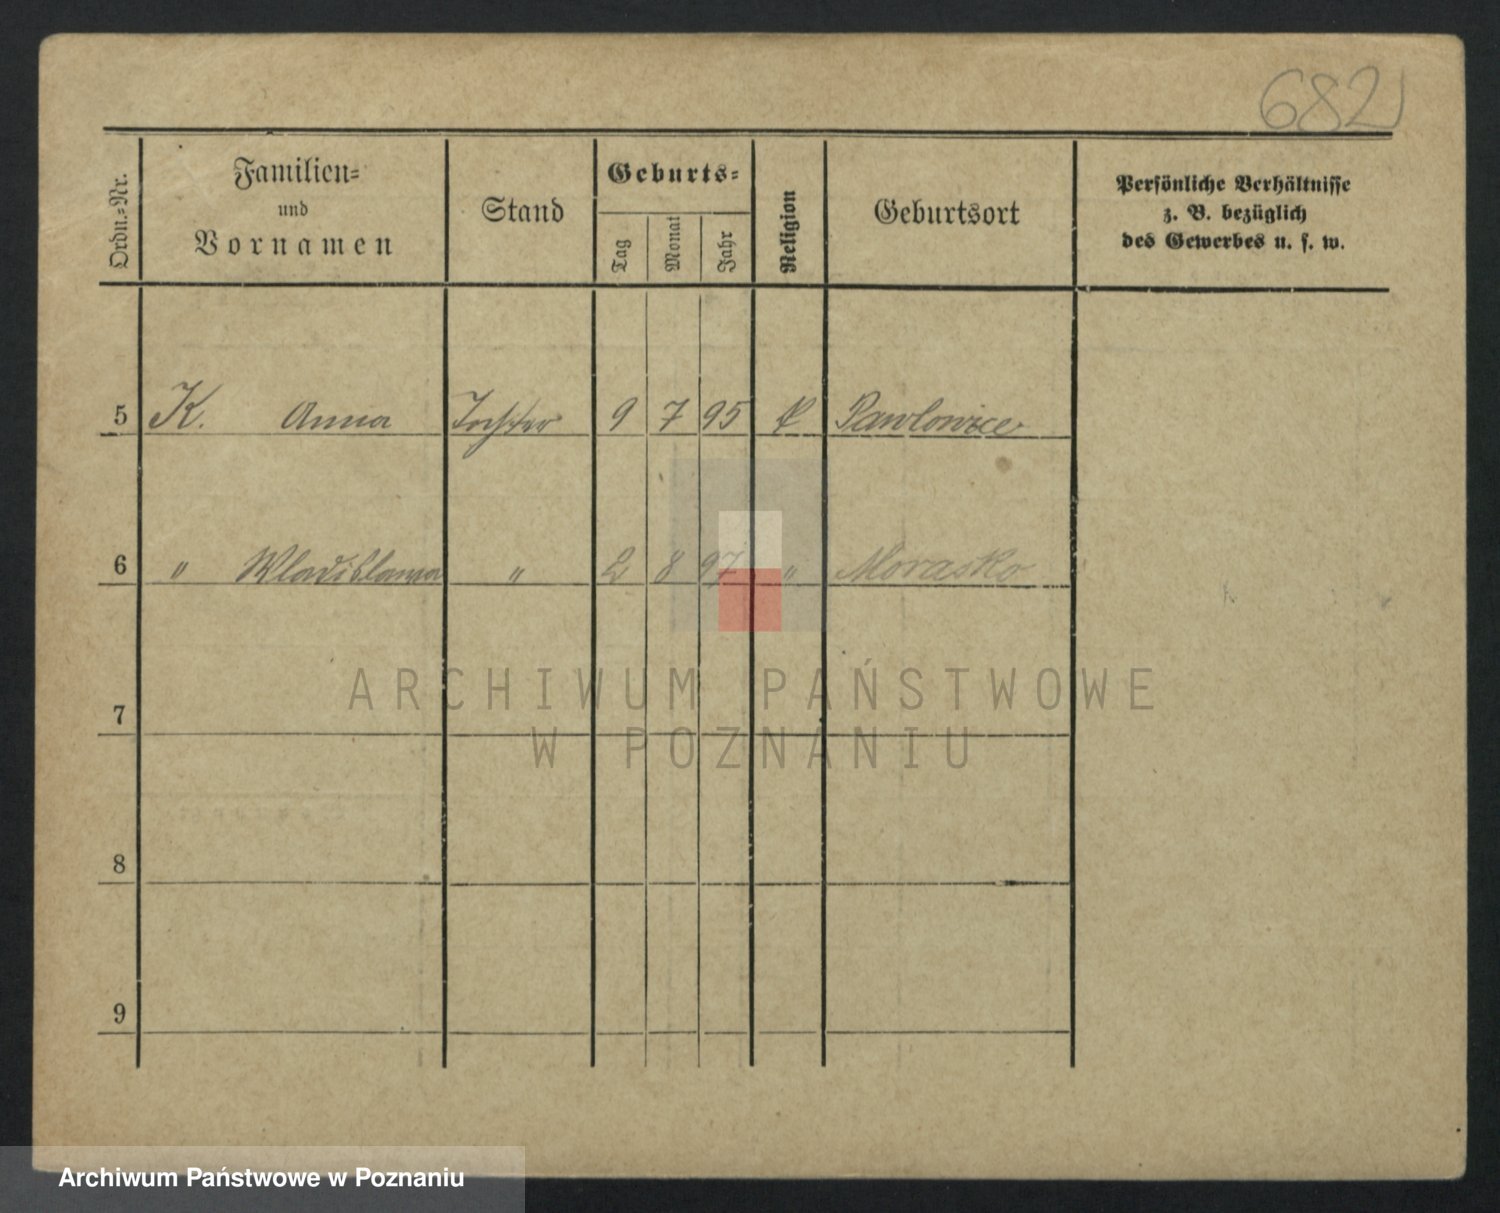 682
Ordn.-Nr.
Familien-
und
Vornamen
Stand
Geburts-
Tag
Monat
Jahr
Religion
Geburtsort
Persönliche Verhältnisse
z. B. bezüglich
des Gewerbes u. s. w.
5 K. Anna Tochter 9 7 95 k Pawlowice
6 " Wladislawa " 2 8 97 " Morasko
7
8
9
ARCHIWUM PAŃSTWOWE
W POZNANIU
Archiwum Państwowe w Poznaniu